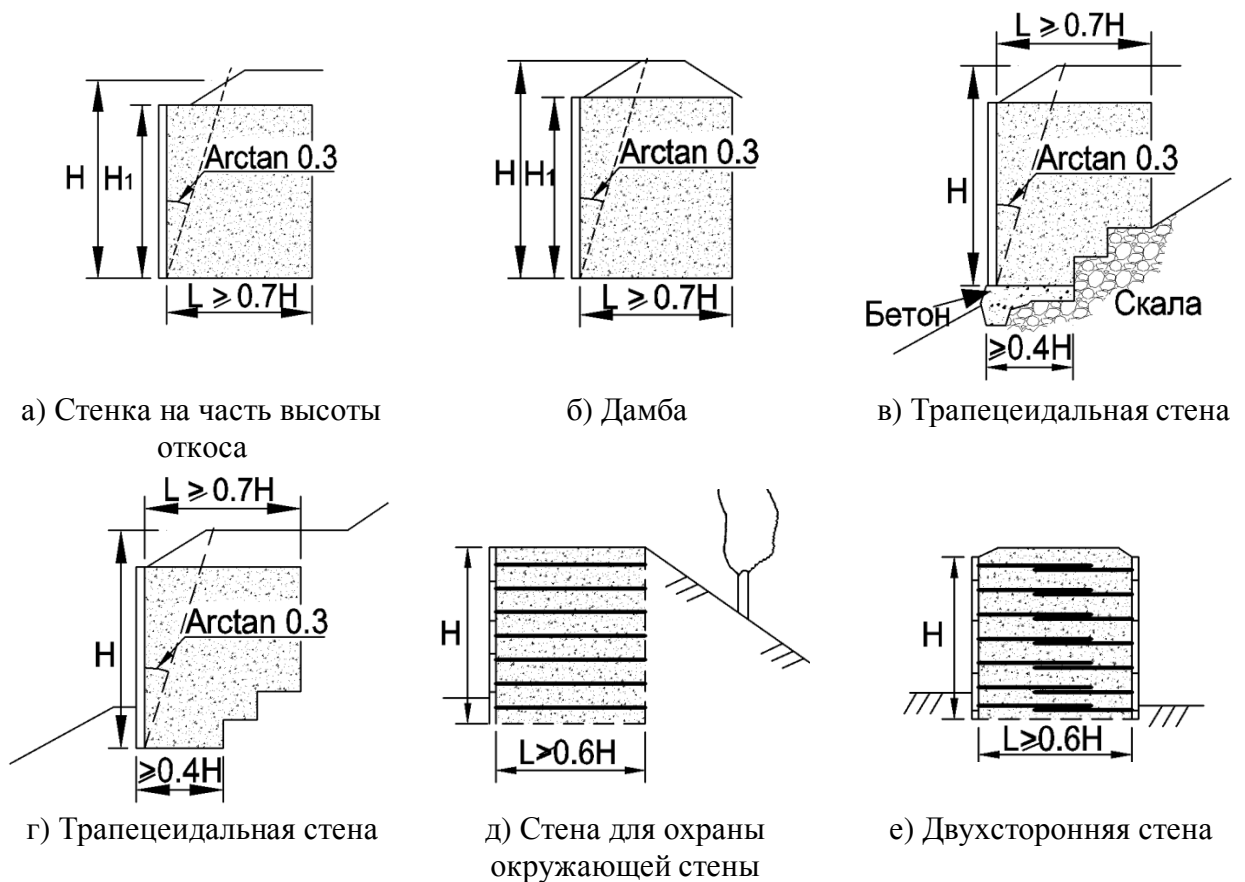 H
H₁
Arctan 0.3
L ⩾ 0.7H
а) Стенка на часть высоты
откоса
H
H₁
Arctan 0.3
L ⩾ 0.7H
б) Дамба
L ⩾ 0.7H
H
Arctan 0.3
Бетон
Скала
⩾0.4H
в) Трапецеидальная стена
L ⩾ 0.7H
H
Arctan 0.3
⩾0.4H
г) Трапецеидальная стена
H
L>0.6H
д) Стена для охраны
окружающей стены
H
L⩾0.6H
е) Двухсторонняя стена